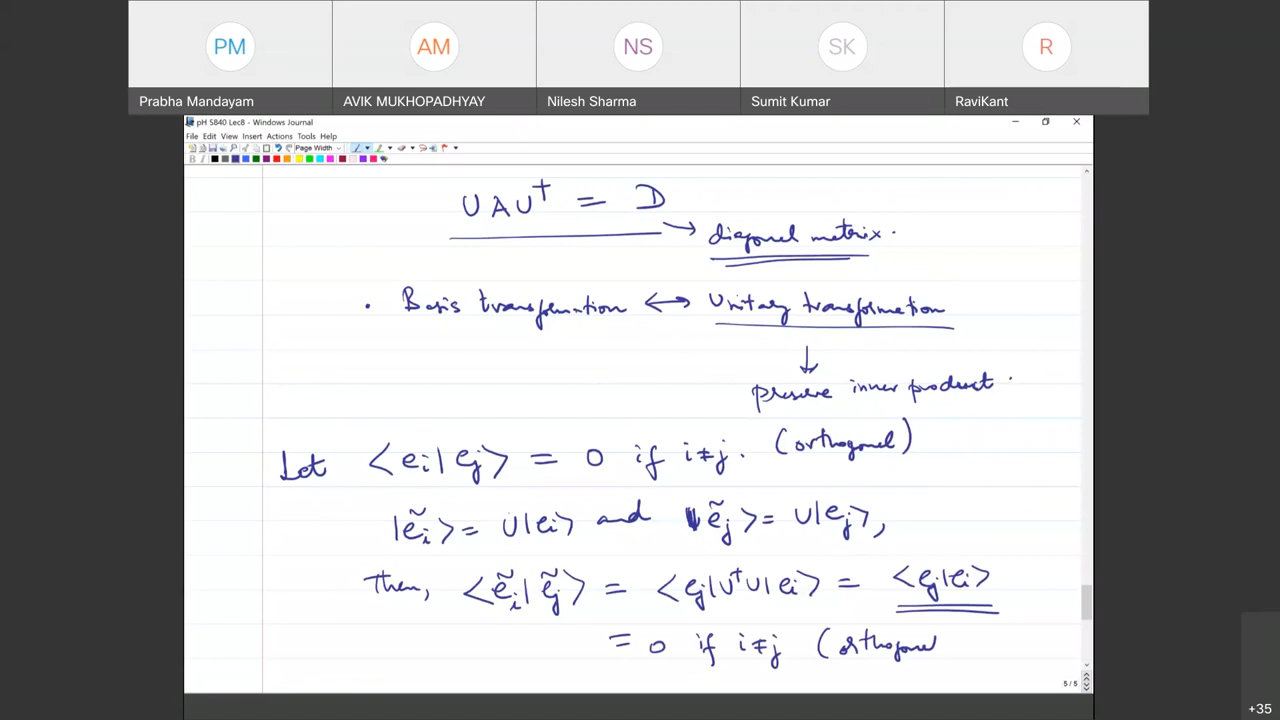 PM AM NS SK R
Prabha Mandayam AVIK MUKHOPADHYAY Nilesh Sharma Sumit Kumar RaviKant
pH 5840 Lec8 - Windows Journal
File Edit View Insert Actions Tools Help
Page Width
B I
U A U† = D
→ diagonal matrix.
. Basis transformation ↔ Unitary transformation
↓
preserve inner product.
Let <ei|ej> = 0 if i≠j. (orthogonal)
|ẽi> = U|ei> and |ẽj> = U|ej>,
then, <ẽi|ẽj> = <ej|U†U|ei> = <ej|ei>
= 0 if i≠j (orthogonal
5 / 5
+35